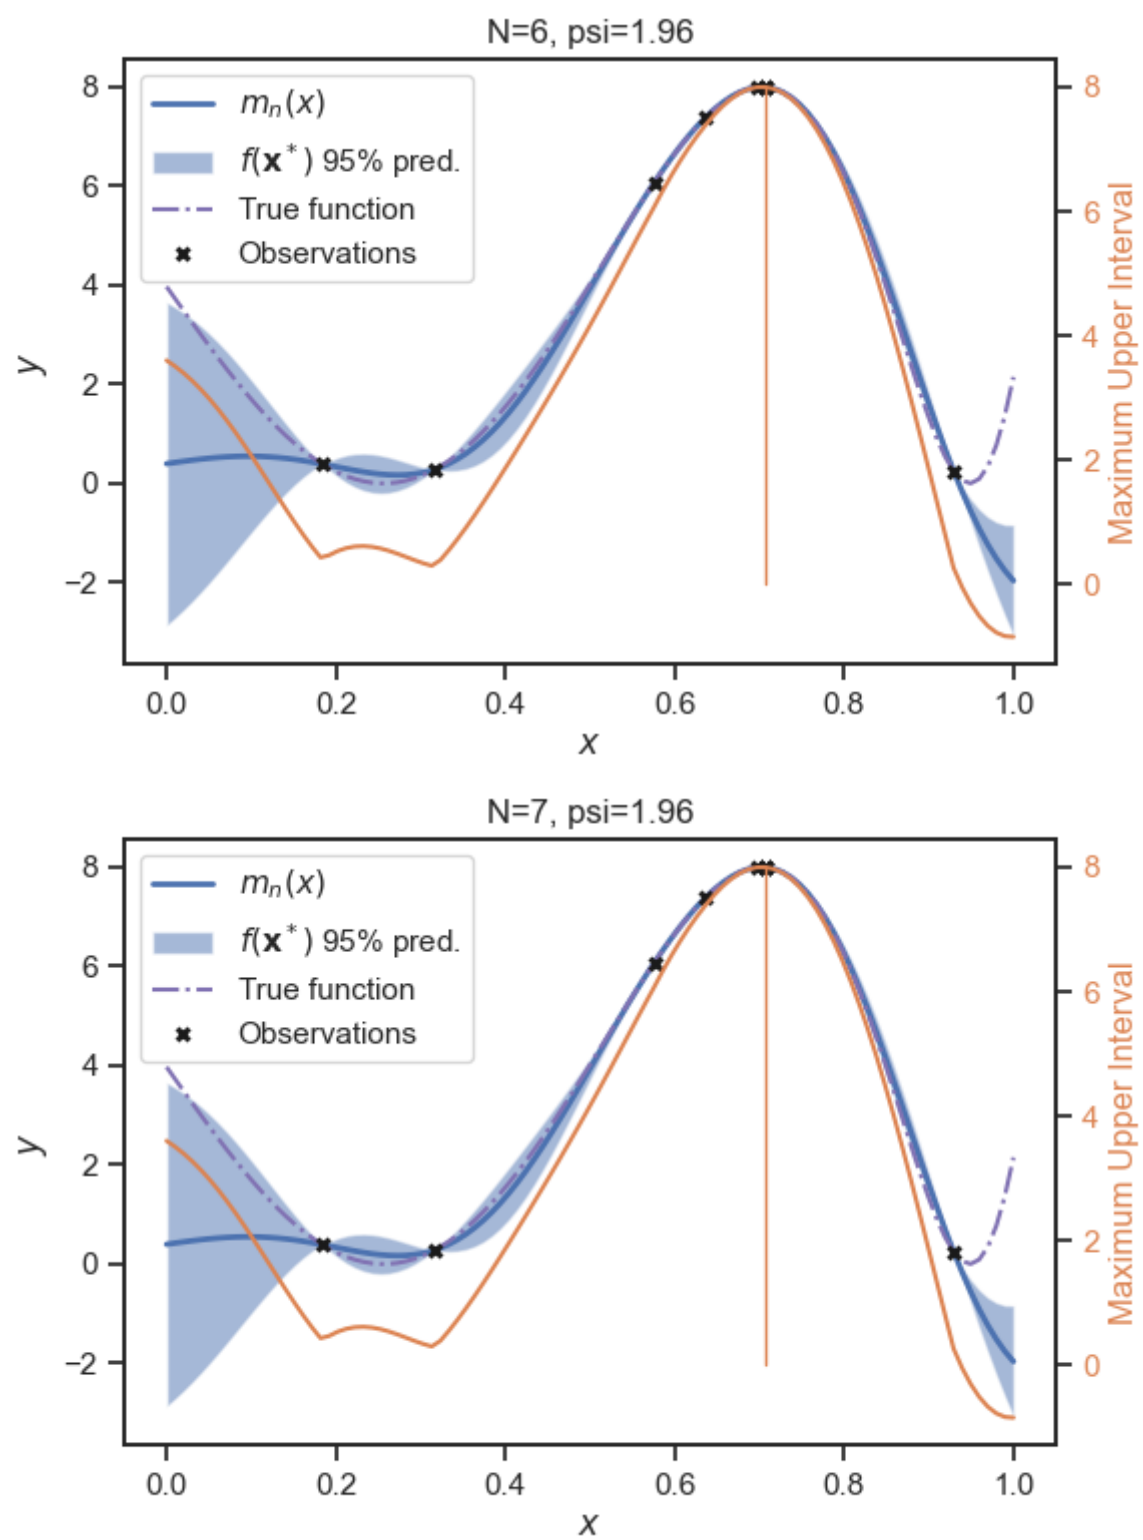 N=6, psi=1.96
mₙ(x)
f(x*) 95% pred.
True function
Observations
8
6
4
2
0
−2
y
8
6
4
2
0
Maximum Upper Interval
0.0 0.2 0.4 0.6 0.8 1.0
x
N=7, psi=1.96
mₙ(x)
f(x*) 95% pred.
True function
Observations
8
6
4
2
0
−2
y
8
6
4
2
0
Maximum Upper Interval
0.0 0.2 0.4 0.6 0.8 1.0
x